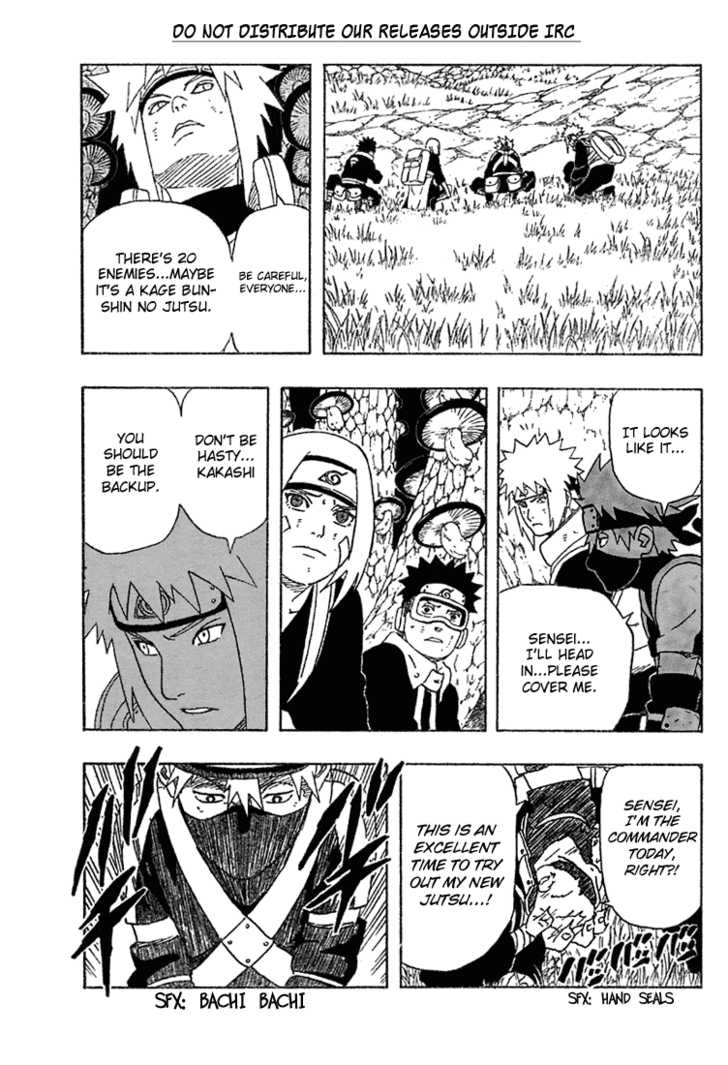 DO NOT DISTRIBUTE OUR RELEASES OUTSIDE IRC
BE CAREFUL,
EVERYONE...
THERE'S 20
ENEMIES...MAYBE
IT'S A KAGE BUN-
SHIN NO JUTSU.
IT LOOKS
LIKE IT...
SENSEI...
I'LL HEAD
IN...PLEASE
COVER ME.
DON'T BE
HASTY...
KAKASHI
YOU
SHOULD
BE THE
BACKUP.
SENSEI,
I'M THE
COMMANDER
TODAY,
RIGHT?!
THIS IS AN
EXCELLENT
TIME TO TRY
OUT MY NEW
JUTSU...!
SFX: HAND SEALS
SFX: BACHI BACHI